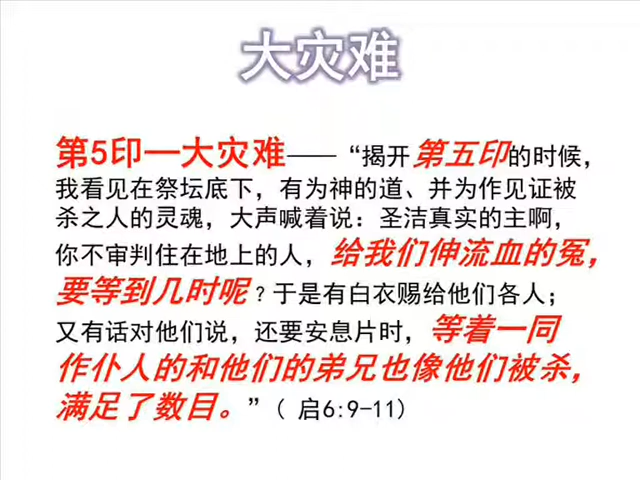 大灾难
第5印—大灾难——“揭开第五印的时候，
我看见在祭坛底下，有为神的道、并为作见证被
杀之人的灵魂，大声喊着说：圣洁真实的主啊，
你不审判住在地上的人，给我们伸流血的冤，
要等到几时呢？于是有白衣赐给他们各人；
又有话对他们说，还要安息片时，等着一同
作仆人的和他们的弟兄也像他们被杀，
满足了数目。”（ 启6:9-11）